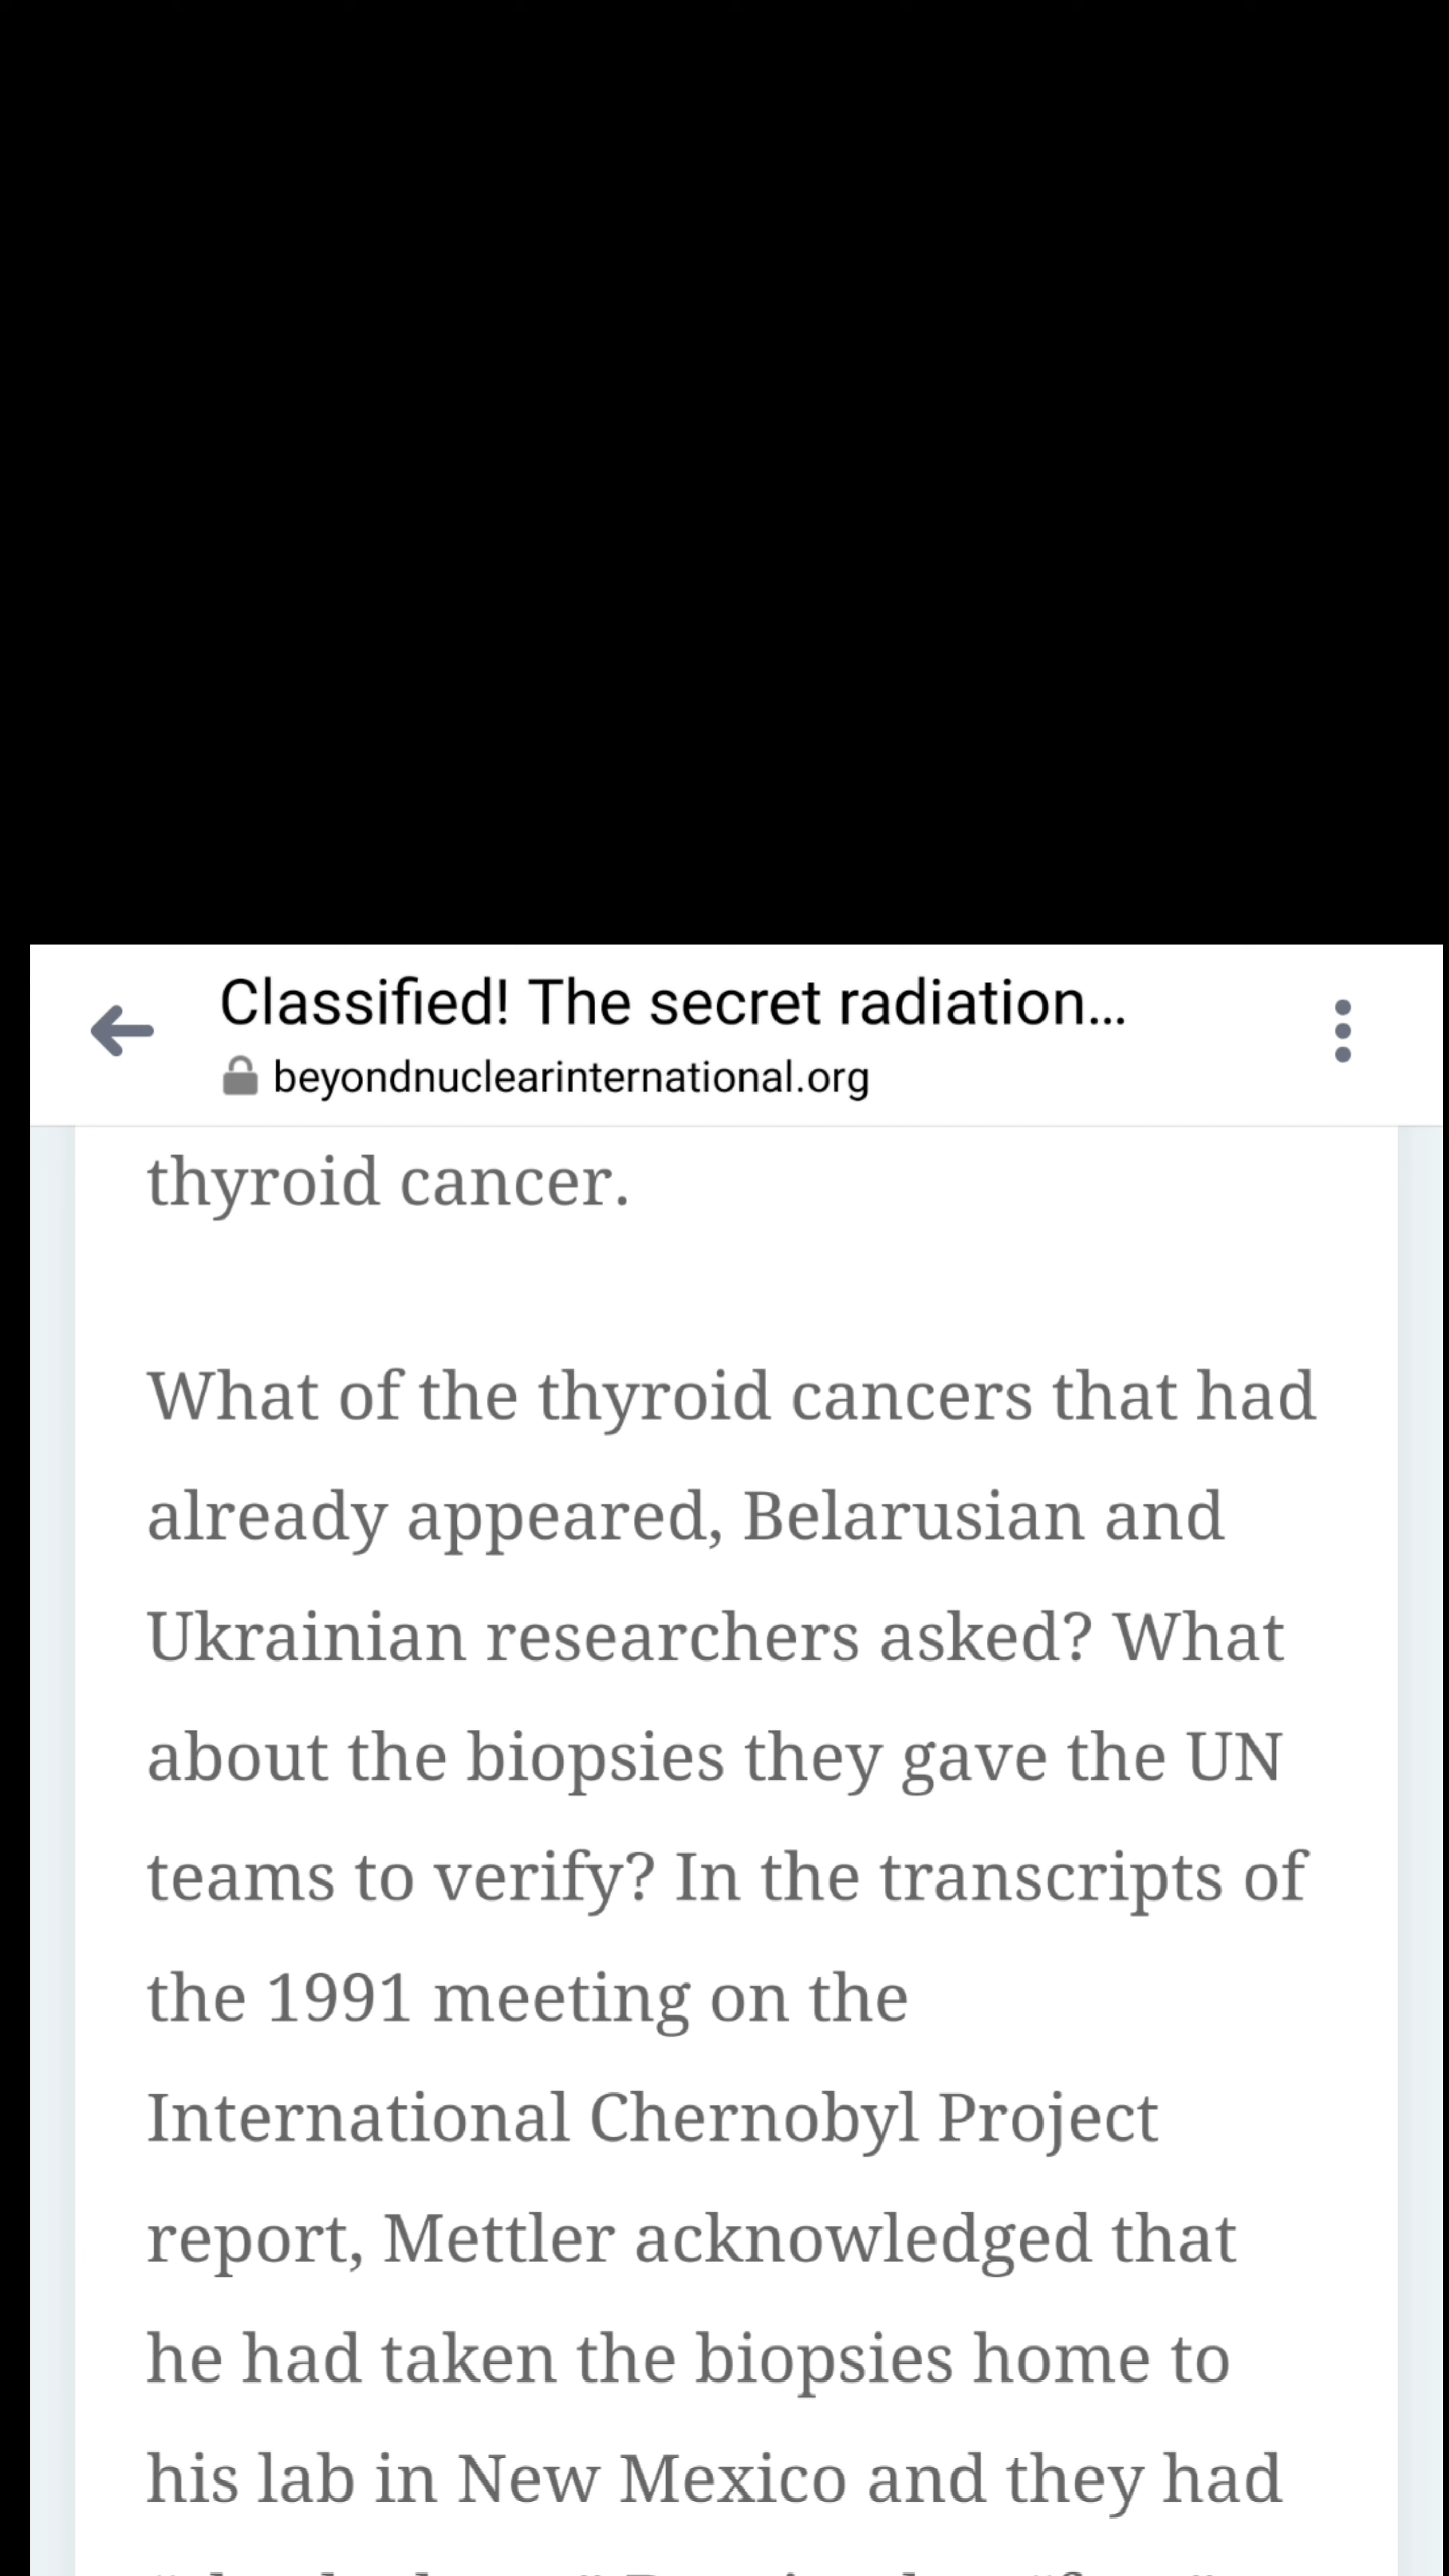 Classified! The secret radiation...
beyondnuclearinternational.org
thyroid cancer.
What of the thyroid cancers that had
already appeared, Belarusian and
Ukrainian researchers asked? What
about the biopsies they gave the UN
teams to verify? In the transcripts of
the 1991 meeting on the
International Chernobyl Project
report, Mettler acknowledged that
he had taken the biopsies home to
his lab in New Mexico and they had